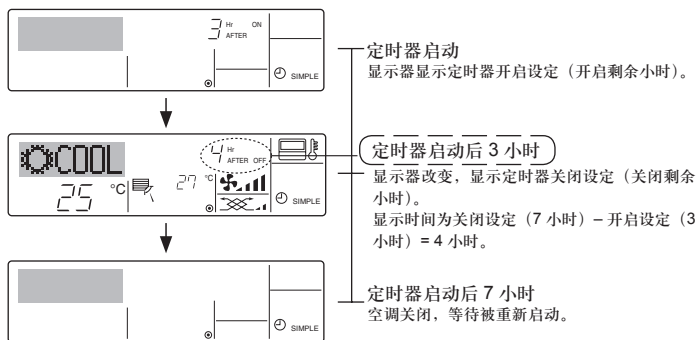 3 Hr ON
AFTER
SIMPLE
定时器启动
显示器显示定时器开启设定（开启剩余小时）。
COOL
4 Hr
AFTER OFF
25 °C
27 °C
SIMPLE
定时器启动后 3 小时
显示器改变，显示定时器关闭设定（关闭剩余
小时）。
显示时间为关闭设定（7 小时）– 开启设定（3
小时）= 4 小时。
SIMPLE
定时器启动后 7 小时
空调关闭，等待被重新启动。